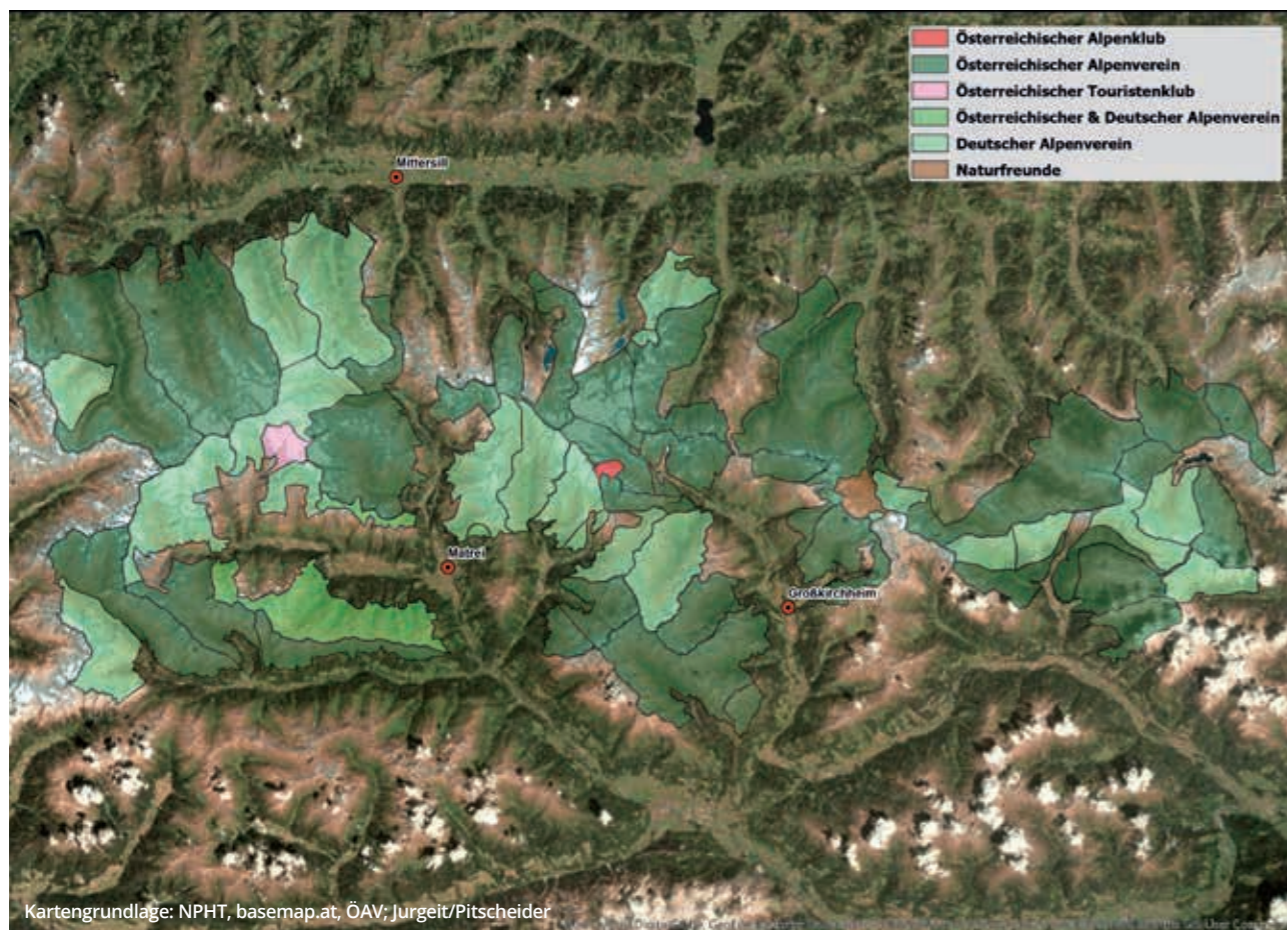 Österreichischer Alpenklub
Österreichischer Alpenverein
Österreichischer Touristenklub
Österreichischer & Deutscher Alpenverein
Deutscher Alpenverein
Naturfreunde
Mittersill
Matrei
Großkirchheim
Kartengrundlage: NPHT, basemap.at, ÖAV; Jurgeit/Pitscheider